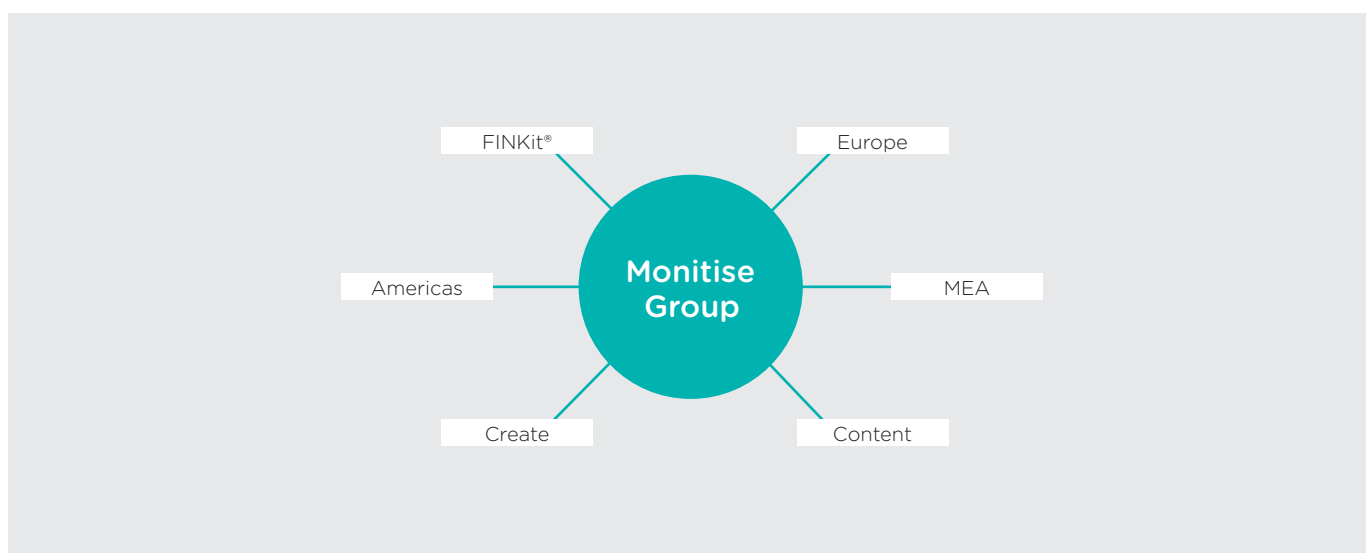 FINKit®
Europe
Americas
Monitise
Group
MEA
Create
Content